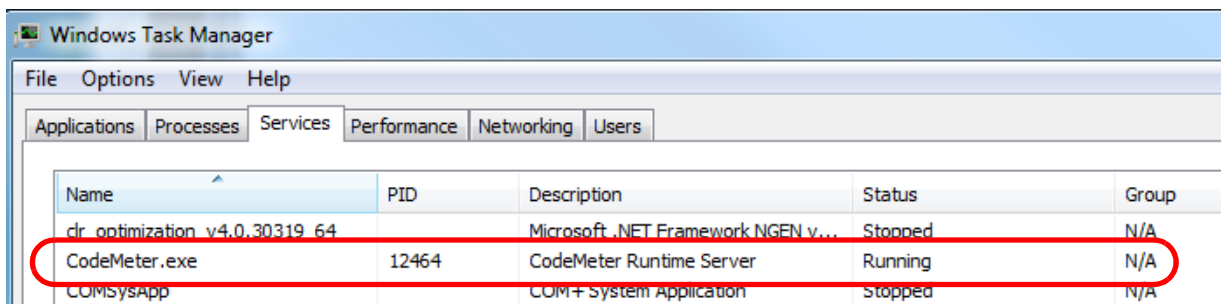 Windows Task Manager
File Options View Help
Applications Processes Services Performance Networking Users
Name PID Description Status Group
clr_optimization_v4.0.30319_64 Microsoft .NET Framework NGEN v... Stopped N/A
CodeMeter.exe 12464 CodeMeter Runtime Server Running N/A
COMSysApp COM+ System Application Stopped N/A